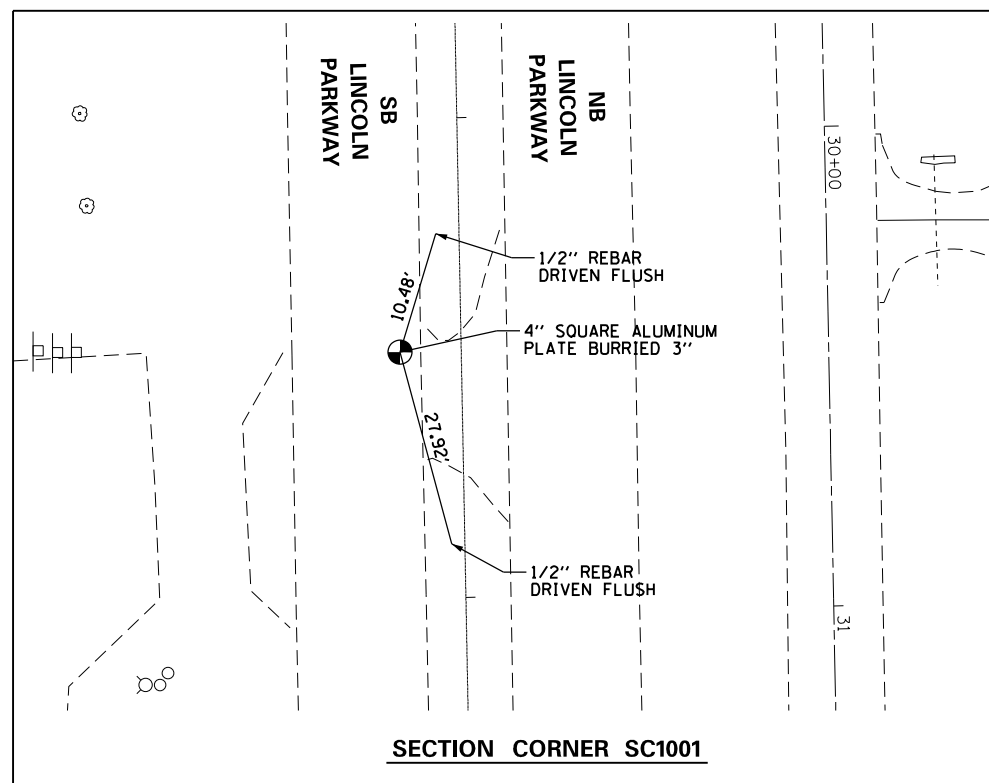 SB
LINCOLN
PARKWAY
NB
LINCOLN
PARKWAY
30+00
1/2" REBAR
DRIVEN FLUSH
10.48'
4" SQUARE ALUMINUM
PLATE BURRIED 3"
27.92'
1/2" REBAR
DRIVEN FLUSH
31
SECTION CORNER SC1001